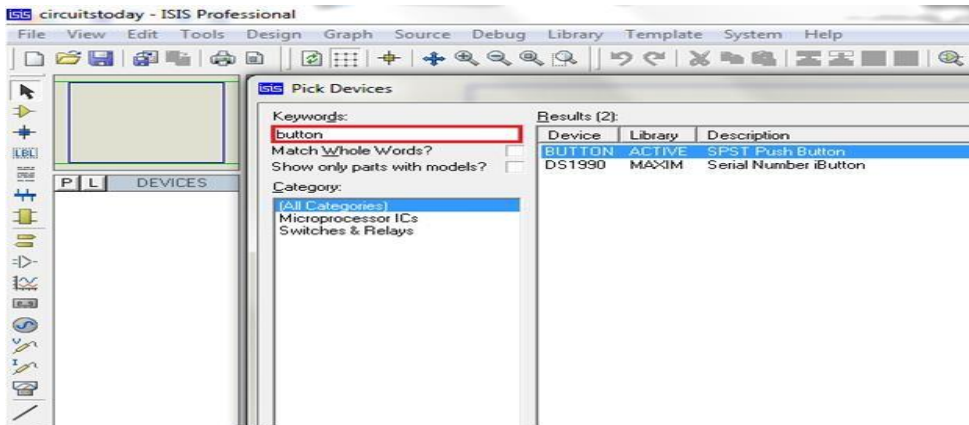 isis circuitstoday - ISIS Professional
File View Edit Tools Design Graph Source Debug Library Template System Help
isis Pick Devices
Keywords:
button
Match Whole Words?
Show only parts with models?
Category:
(All Categories)
Microprocessor ICs
Switches & Relays
Results (2):
Device Library Description
BUTTON ACTIVE SPST Push Button
DS1990 MAXIM Serial Number iButton
LBL
P L DEVICES